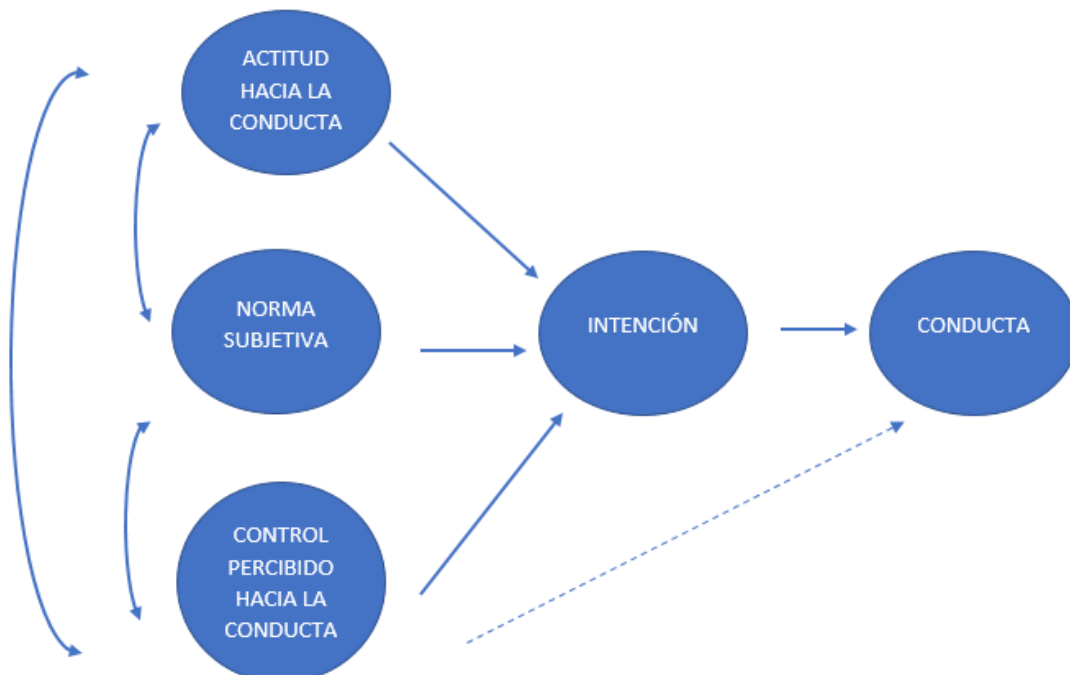 ACTITUD
HACIA LA
CONDUCTA
NORMA
SUBJETIVA
INTENCIÓN
CONDUCTA
CONTROL
PERCIBIDO
HACIA LA
CONDUCTA